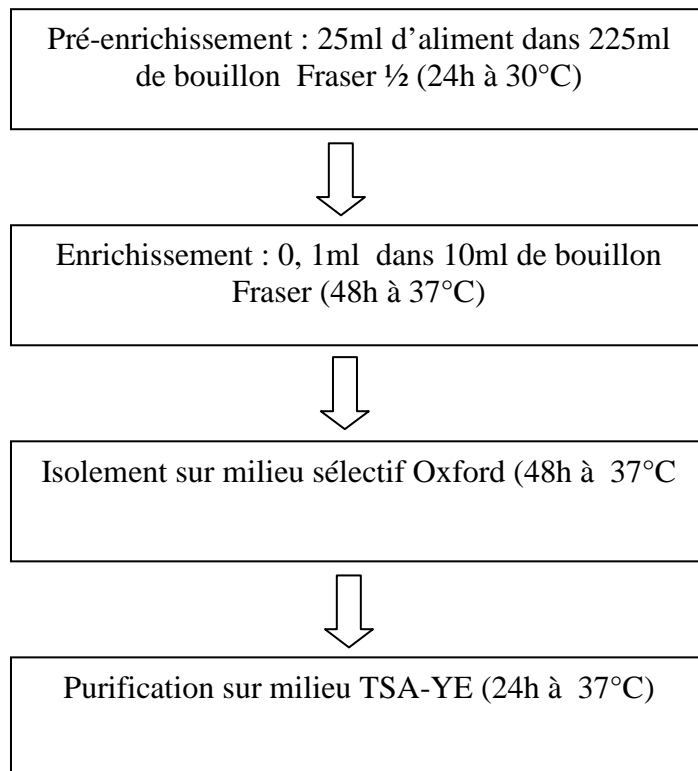 Pré-enrichissement : 25ml d’aliment dans 225ml
de bouillon Fraser ½ (24h à 30°C)
Enrichissement : 0, 1ml dans 10ml de bouillon
Fraser (48h à 37°C)
Isolement sur milieu sélectif Oxford (48h à 37°C
Purification sur milieu TSA-YE (24h à 37°C)